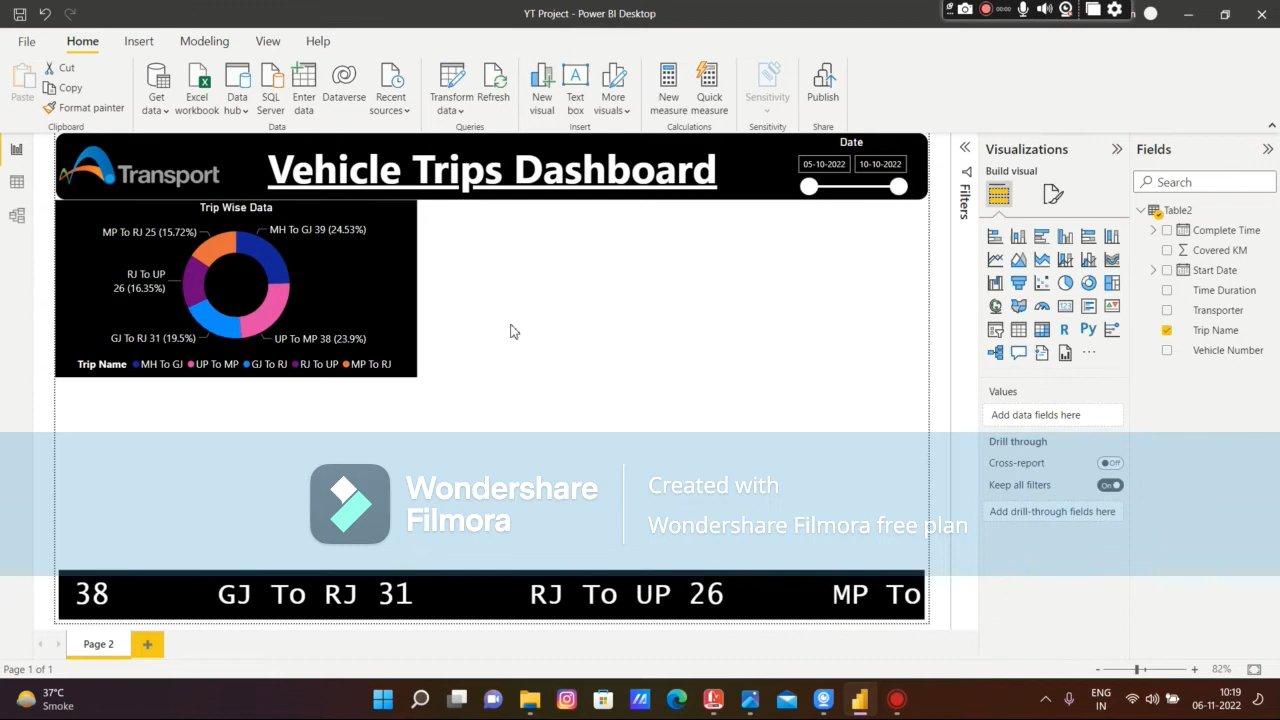 YT Project - Power BI Desktop
00:00
File
Home
Insert
Modeling
View
Help
Paste
Cut
Copy
Format painter
Clipboard
Get data
Excel workbook
Data hub
SQL Server
Enter data
Dataverse
Recent sources
Data
Transform data
Refresh
Queries
New visual
Text box
More visuals
Insert
New measure
Quick measure
Calculations
Sensitivity
Sensitivity
Publish
Share
Transport
Vehicle Trips Dashboard
Date
05-10-2022
10-10-2022
Trip Wise Data
MP To RJ 25 (15.72%)
MH To GJ 39 (24.53%)
RJ To UP
26 (16.35%)
GJ To RJ 31 (19.5%)
UP To MP 38 (23.9%)
Trip Name MH To GJ UP To MP GJ To RJ RJ To UP MP To RJ
Filters
Visualizations
Build visual
R
Py
Values
Add data fields here
Drill through
Cross-report
Off
Keep all filters
On
Add drill-through fields here
Fields
Search
Table2
Complete Time
Covered KM
Start Date
Time Duration
Transporter
Trip Name
Vehicle Number
Wondershare
Filmora
Created with
Wondershare Filmora free plan
38 GJ To RJ 31 RJ To UP 26 MP To
Page 2
Page 1 of 1
82%
37°C
Smoke
ENG
IN
10:19
06-11-2022